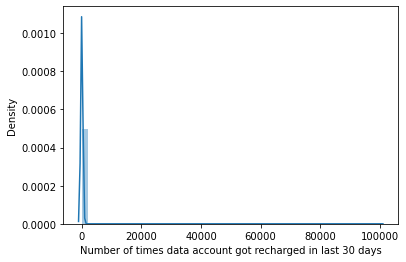 0.0010
0.0008
0.0006
0.0004
0.0002
0.0000
Density
0 20000 40000 60000 80000 100000
Number of times data account got recharged in last 30 days